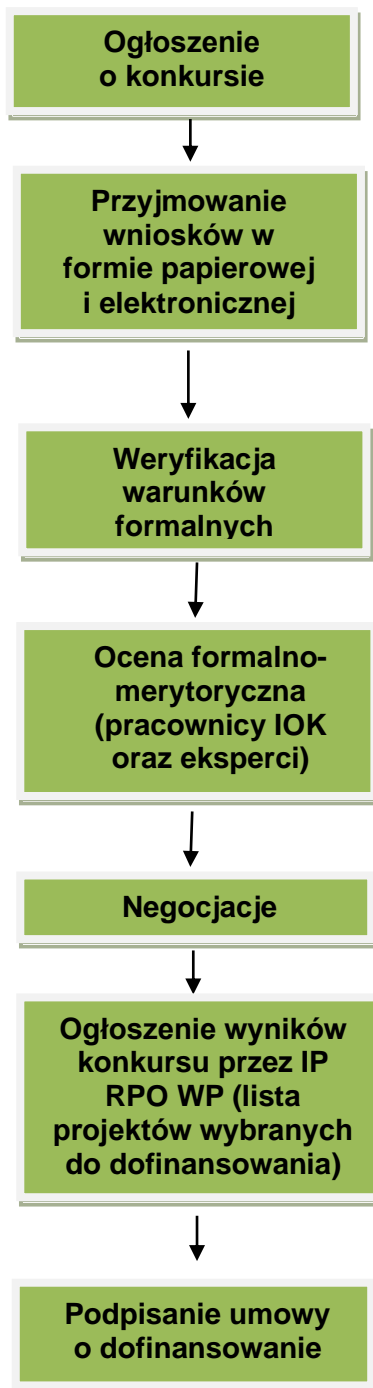 Ogłoszenie
o konkursie
Przyjmowanie
wniosków w
formie papierowej
i elektronicznej
Weryfikacja
warunków
formalnych
Ocena formalno-
merytoryczna
(pracownicy IOK
oraz eksperci)
Negocjacje
Ogłoszenie wyników
konkursu przez IP
RPO WP (lista
projektów wybranych
do dofinansowania)
Podpisanie umowy
o dofinansowanie